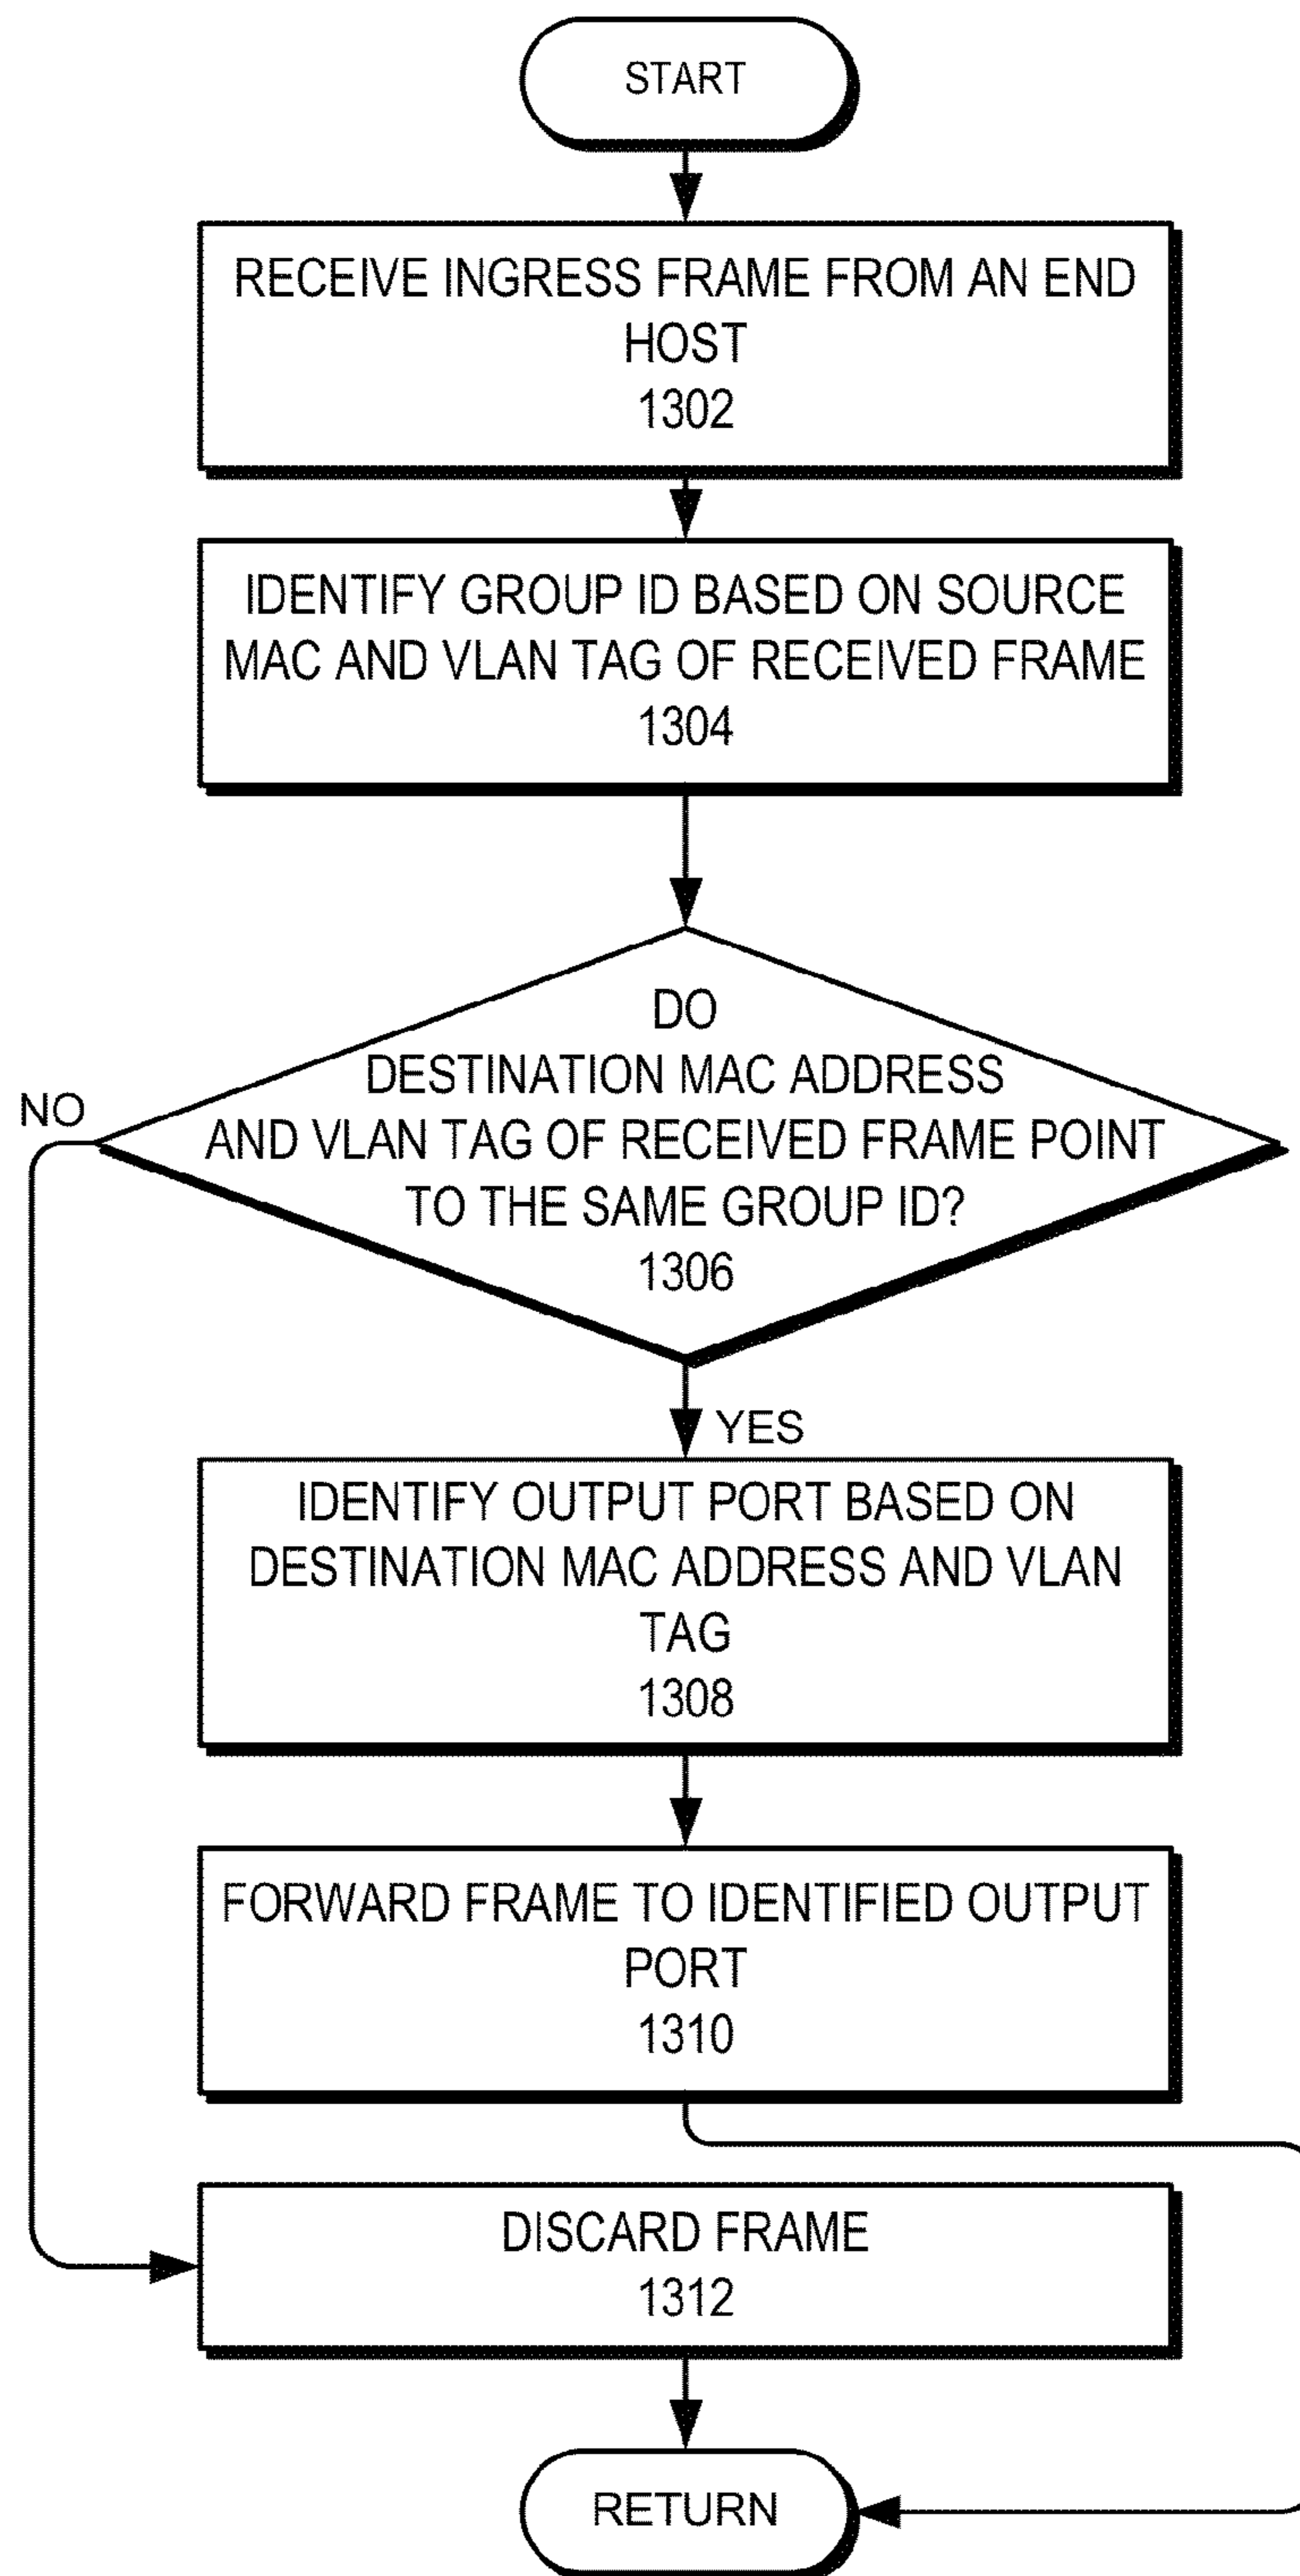 START
RECEIVE INGRESS FRAME FROM AN END
HOST
1302
IDENTIFY GROUP ID BASED ON SOURCE
MAC AND VLAN TAG OF RECEIVED FRAME
1304
DO
DESTINATION MAC ADDRESS
AND VLAN TAG OF RECEIVED FRAME POINT
TO THE SAME GROUP ID?
1306
NO
YES
IDENTIFY OUTPUT PORT BASED ON
DESTINATION MAC ADDRESS AND VLAN
TAG
1308
FORWARD FRAME TO IDENTIFIED OUTPUT
PORT
1310
DISCARD FRAME
1312
RETURN